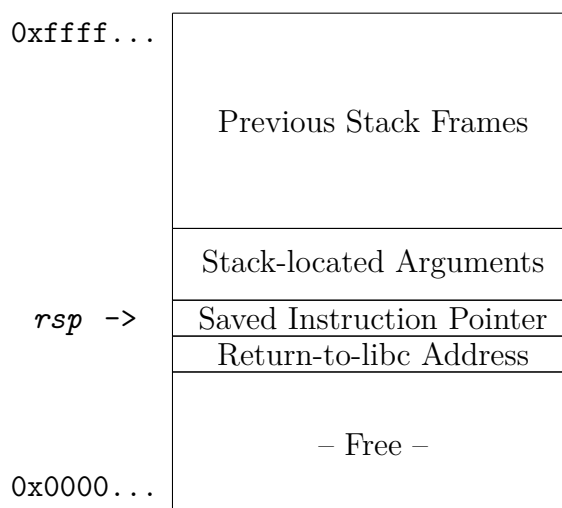 0xffff...
Previous Stack Frames
Stack-located Arguments
rsp -> Saved Instruction Pointer
Return-to-libc Address
– Free –
0x0000...